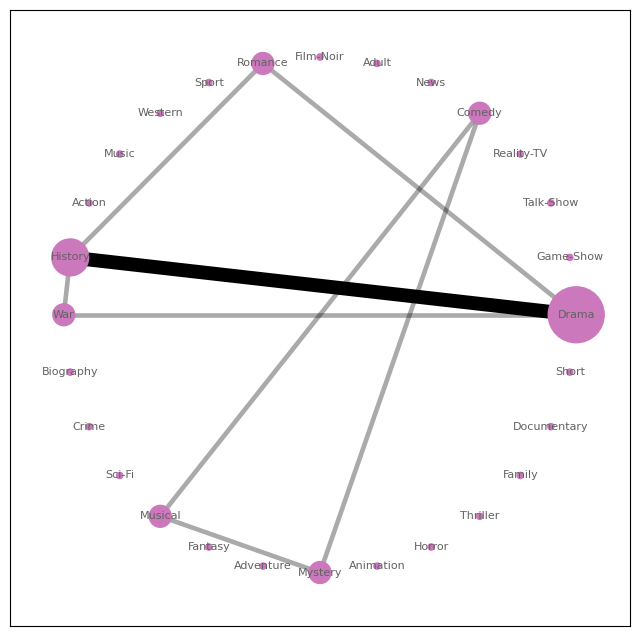 Film-Noir
Romance
Adult
Sport
News
Western
Comedy
Music
Reality-TV
Action
Talk-Show
History
Game-Show
War
Drama
Biography
Short
Crime
Documentary
Sci-Fi
Family
Musical
Thriller
Fantasy
Horror
Adventure
Animation
Mystery